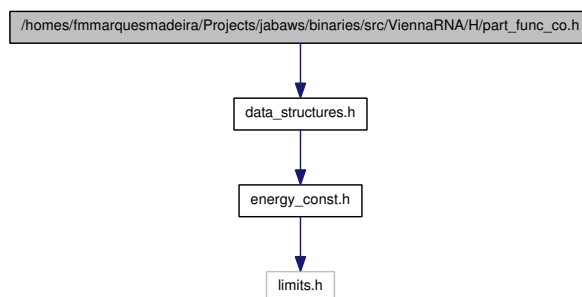 /homes/fmmarquesmadeira/Projects/jabaws/binaries/src/ViennaRNA/H/part_func_co.h
data_structures.h
energy_const.h
limits.h